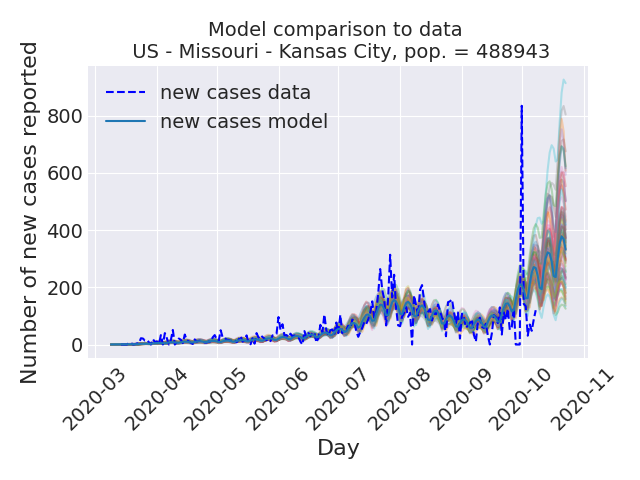 Model comparison to data
US - Missouri - Kansas City, pop. = 488943
Number of new cases reported
new cases data
new cases model
800
600
400
200
0
2020-03
2020-04
2020-05
2020-06
2020-07
2020-08
2020-09
2020-10
2020-11
Day